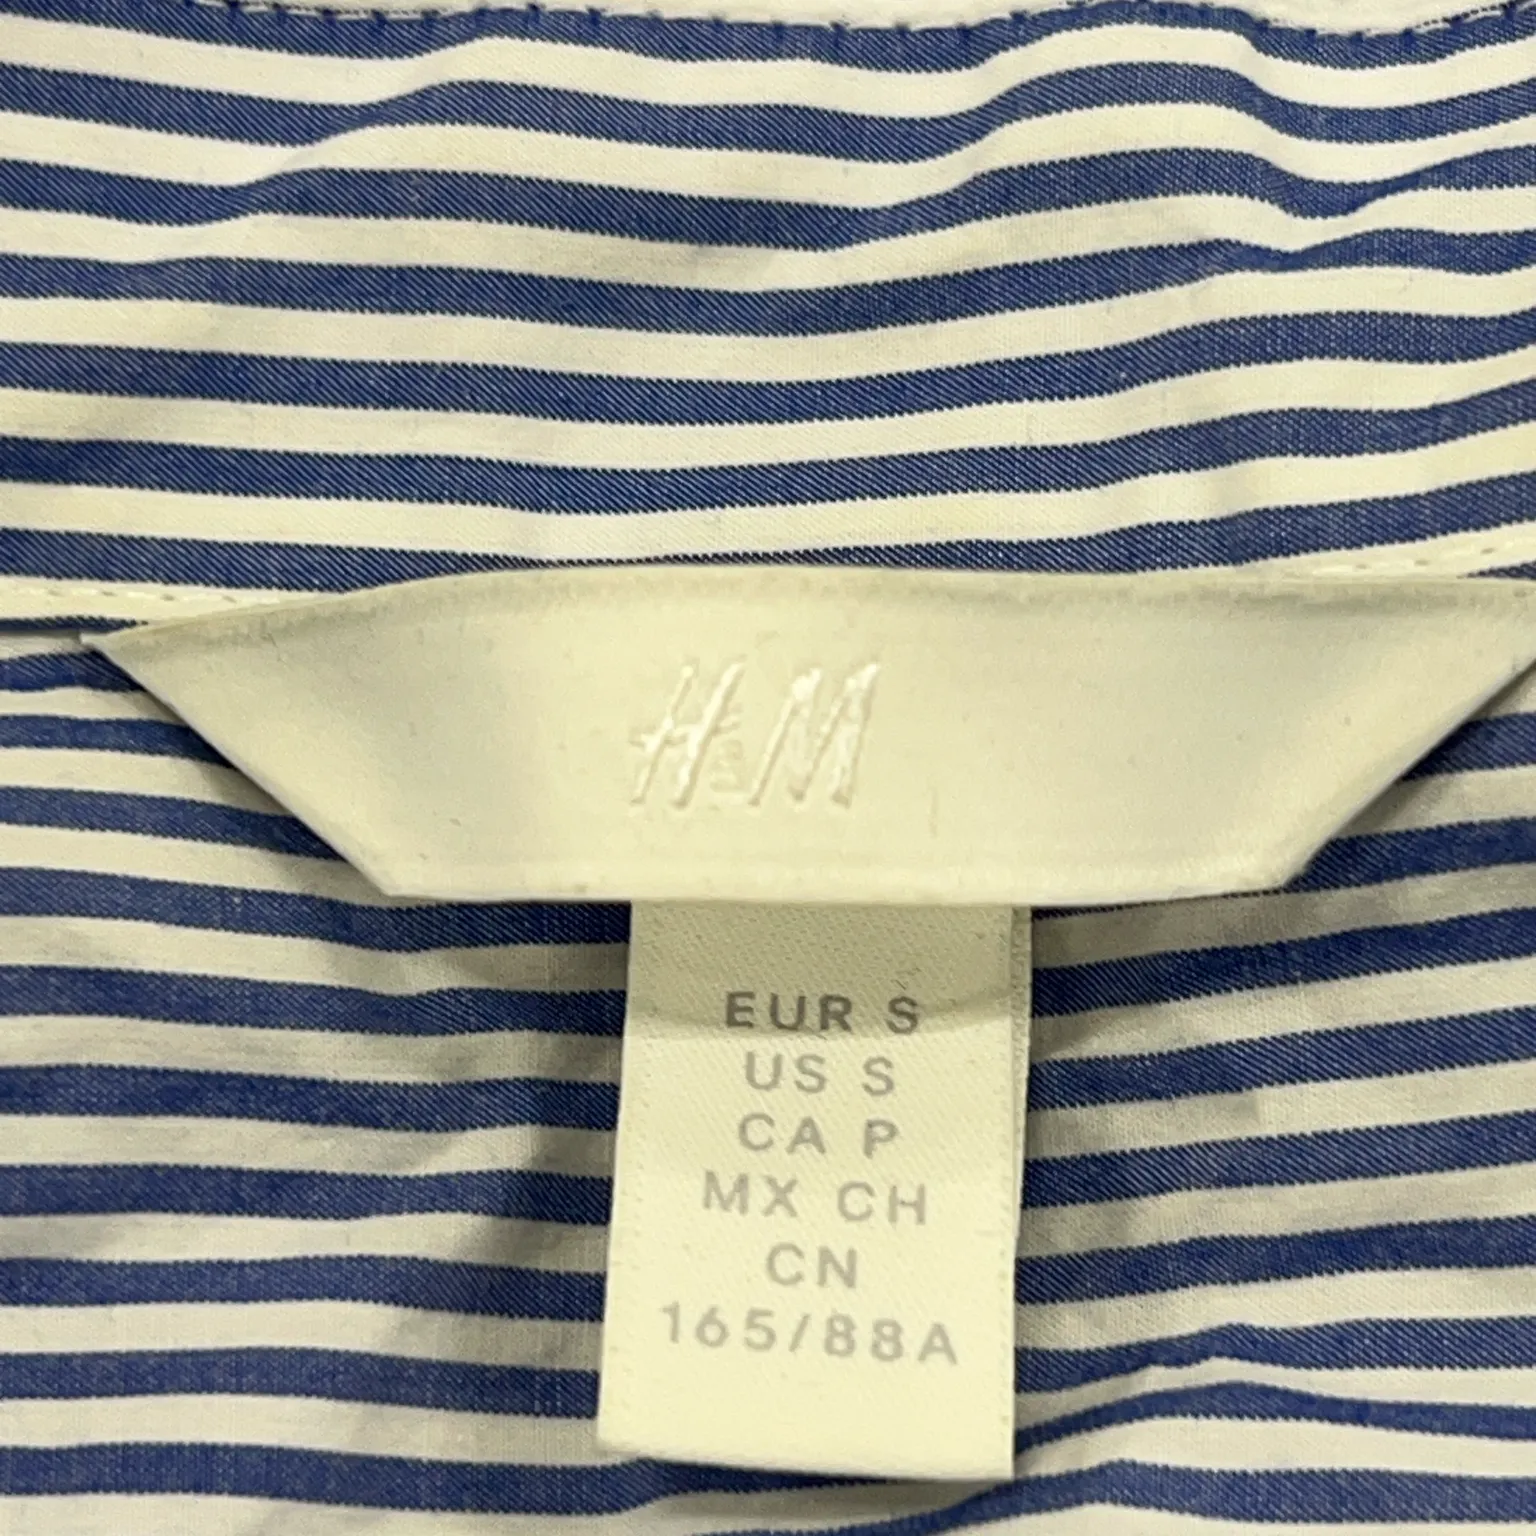 H&M
EUR S
US S
CA P
MX CH
CN
165/88A